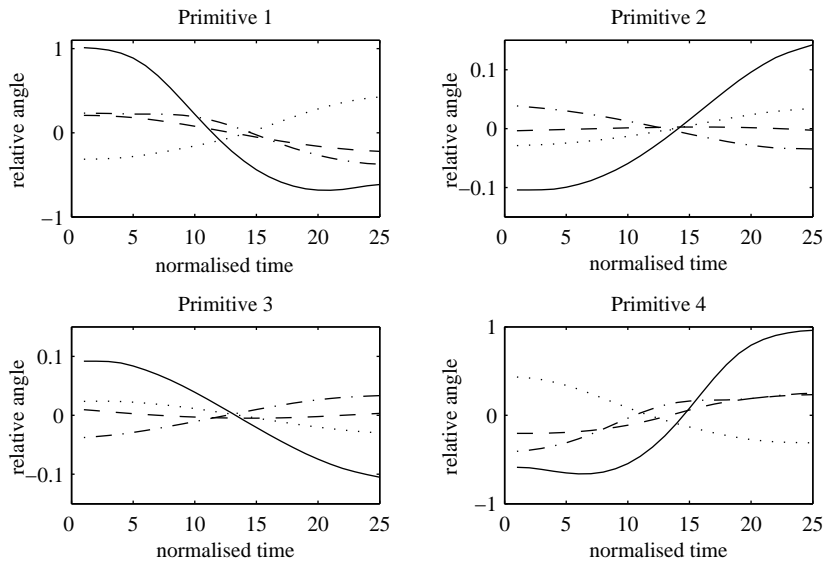 Primitive 1
1
0
−1
relative angle
0 5 10 15 20 25
normalised time
Primitive 2
0.1
0
−0.1
relative angle
0 5 10 15 20 25
normalised time
Primitive 3
0.1
0
−0.1
relative angle
0 5 10 15 20 25
normalised time
Primitive 4
1
0
−1
relative angle
0 5 10 15 20 25
normalised time